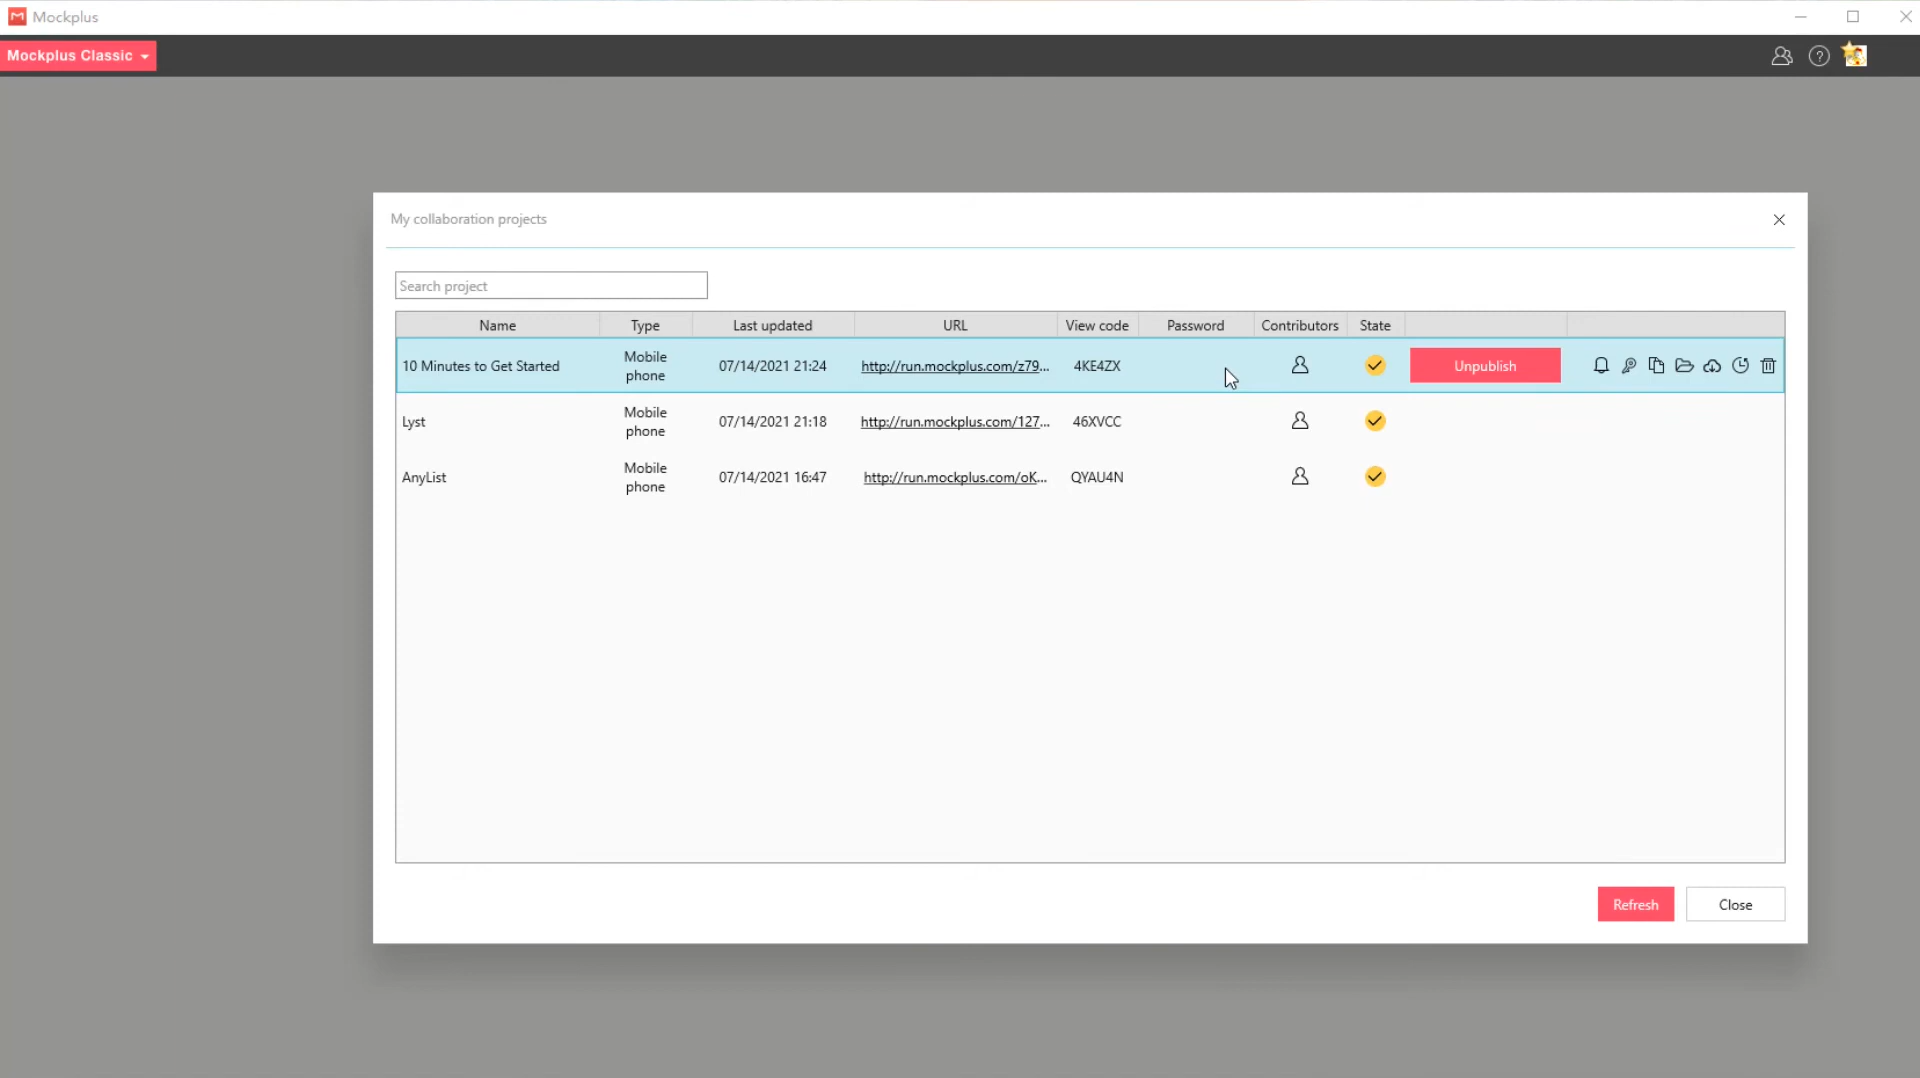 Mockplus
Mockplus Classic
My collaboration projects
Search project
Name Type Last updated URL View code Password Contributors State
10 Minutes to Get Started Mobile phone 07/14/2021 21:24 http://run.mockplus.com/z79... 4KE4ZX Unpublish
Lyst Mobile phone 07/14/2021 21:18 http://run.mockplus.com/127... 46XVCC
AnyList Mobile phone 07/14/2021 16:47 http://run.mockplus.com/oK... QYAU4N
Refresh Close